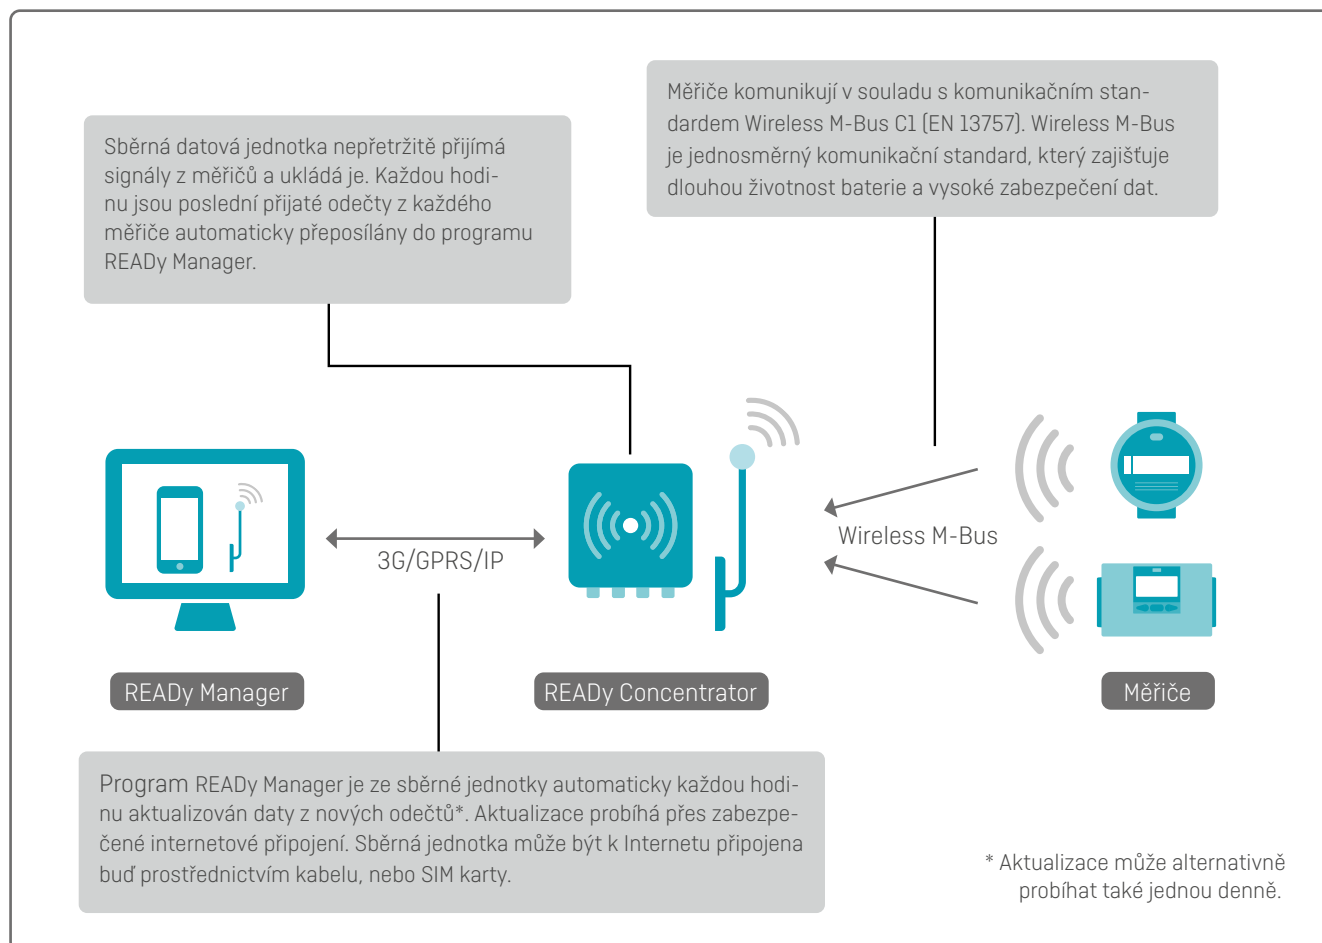 Měřiče komunikují v souladu s komunikačním stan-
dardem Wireless M-Bus C1 (EN 13757). Wireless M-Bus
je jednosměrný komunikační standard, který zajišťuje
dlouhou životnost baterie a vysoké zabezpečení dat.
Sběrná datová jednotka nepřetržitě přijímá
signály z měřičů a ukládá je. Každou hodi-
nu jsou poslední přijaté odečty z každého
měřiče automaticky přeposílány do programu
READy Manager.
3G/GPRS/IP
Wireless M-Bus
READy Manager
READy Concentrator
Měřiče
Program READy Manager je ze sběrné jednotky automaticky každou hodi-
nu aktualizován daty z nových odečtů*. Aktualizace probíhá přes zabezpe-
čené internetové připojení. Sběrná jednotka může být k Internetu připojena
buď prostřednictvím kabelu, nebo SIM karty.
* Aktualizace může alternativně
probíhat také jednou denně.